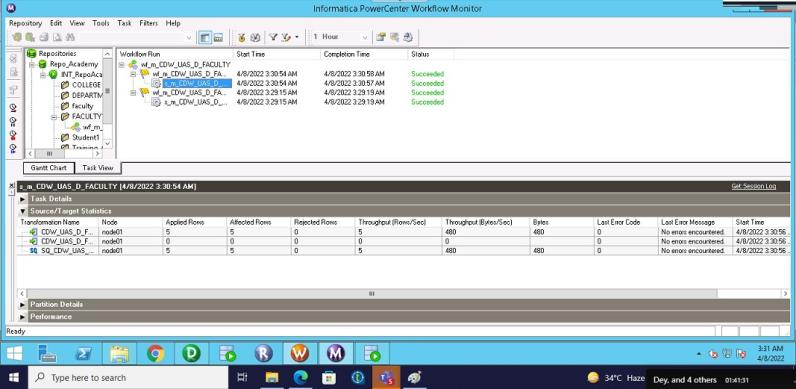 Informatica PowerCenter Workflow Monitor
Repository Edit View Tools Task Filters Help
1 Hour
Repositories
Repo_Academy
INT_RepoAca
COLLEGE
DEPARTM
faculty
FACULTY
wf_m_
Student1
Workflow Run Start Time Completion Time Status
wf_m_CDW_UAS_D_FACULTY
wf_m_CDW_UAS_D_FA... 4/8/2022 3:30:54 AM 4/8/2022 3:30:58 AM Succeeded
s_m_CDW_UAS_D_... 4/8/2022 3:30:54 AM 4/8/2022 3:30:57 AM Succeeded
wf_m_CDW_UAS_D_FA... 4/8/2022 3:29:15 AM 4/8/2022 3:29:19 AM Succeeded
s_m_CDW_UAS_D_... 4/8/2022 3:29:15 AM 4/8/2022 3:29:19 AM Succeeded
Gantt Chart Task View
s_m_CDW_UAS_D_FACULTY [4/8/2022 3:30:54 AM] Get Session Log
Task Details
Source/Target Statistics
Transformation Name Node Applied Rows Affected Rows Rejected Rows Throughput (Rows/Sec) Throughput (Bytes/Sec) Bytes Last Error Code Last Error Message Start Time
CDW_UAS_D_F... node01 5 5 0 5 480 480 0 No errors encountered. 4/8/2022 3:30:56
CDW_UAS_D_F... node01 0 0 0 0 0 0 0 No errors encountered. 4/8/2022 3:30:56
SQ_CDW_UAS_... node01 5 5 0 5 480 480 0 No errors encountered. 4/8/2022 3:30:56
Partition Details
Performance
Ready
3:31 AM
4/8/2022
Type here to search
34°C Haze
Dey, and 4 others 01:41:31